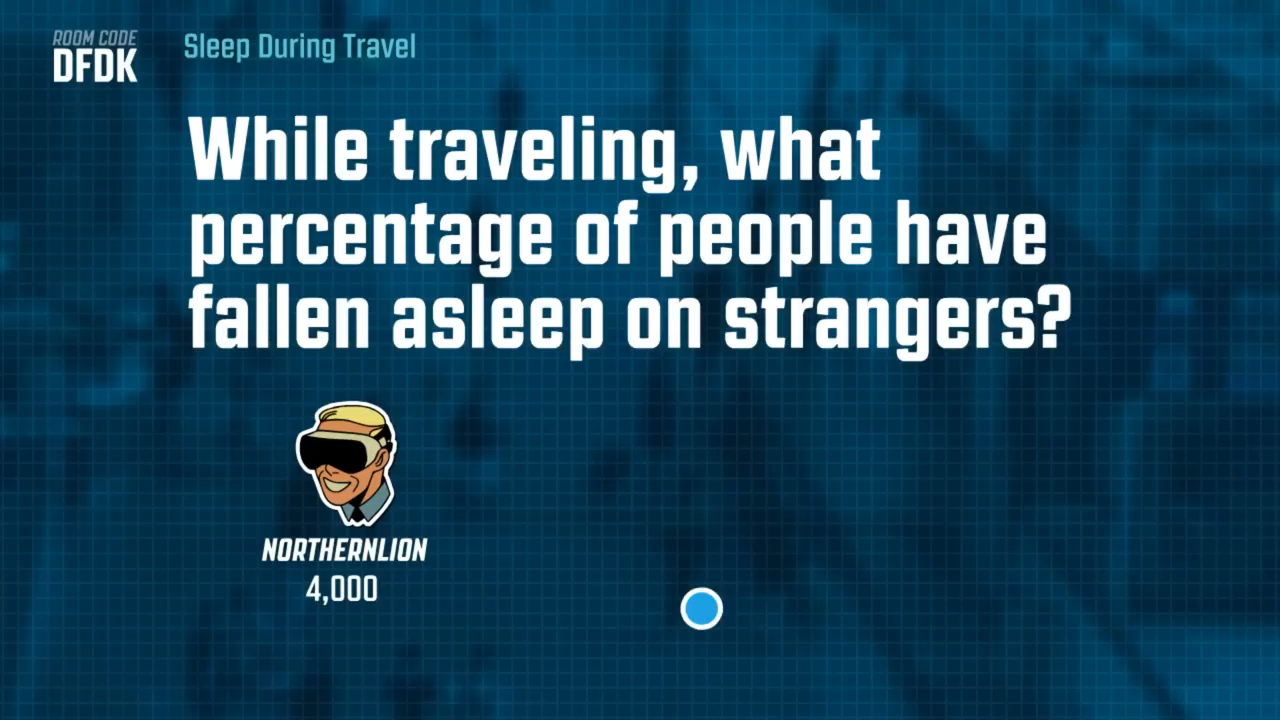 ROOM CODE
DFDK
Sleep During Travel
While traveling, what
percentage of people have
fallen asleep on strangers?
NORTHERNLION
4,000